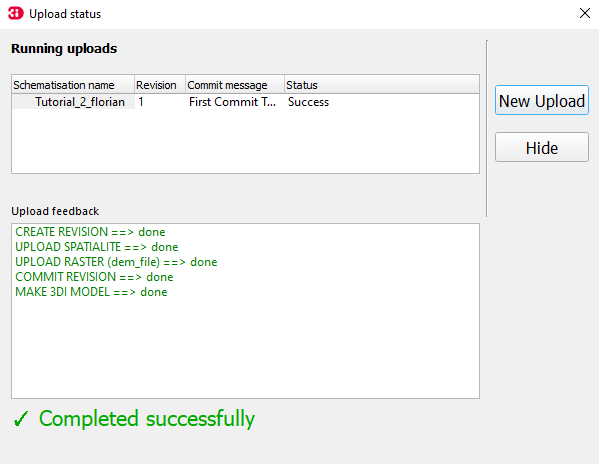 3i Upload status
Running uploads
Schematisation name Revision Commit message Status
Tutorial_2_florian 1 First Commit T... Success
New Upload
Hide
Upload feedback
CREATE REVISION ==> done
UPLOAD SPATIALITE ==> done
UPLOAD RASTER (dem_file) ==> done
COMMIT REVISION ==> done
MAKE 3DI MODEL ==> done
✓ Completed successfully